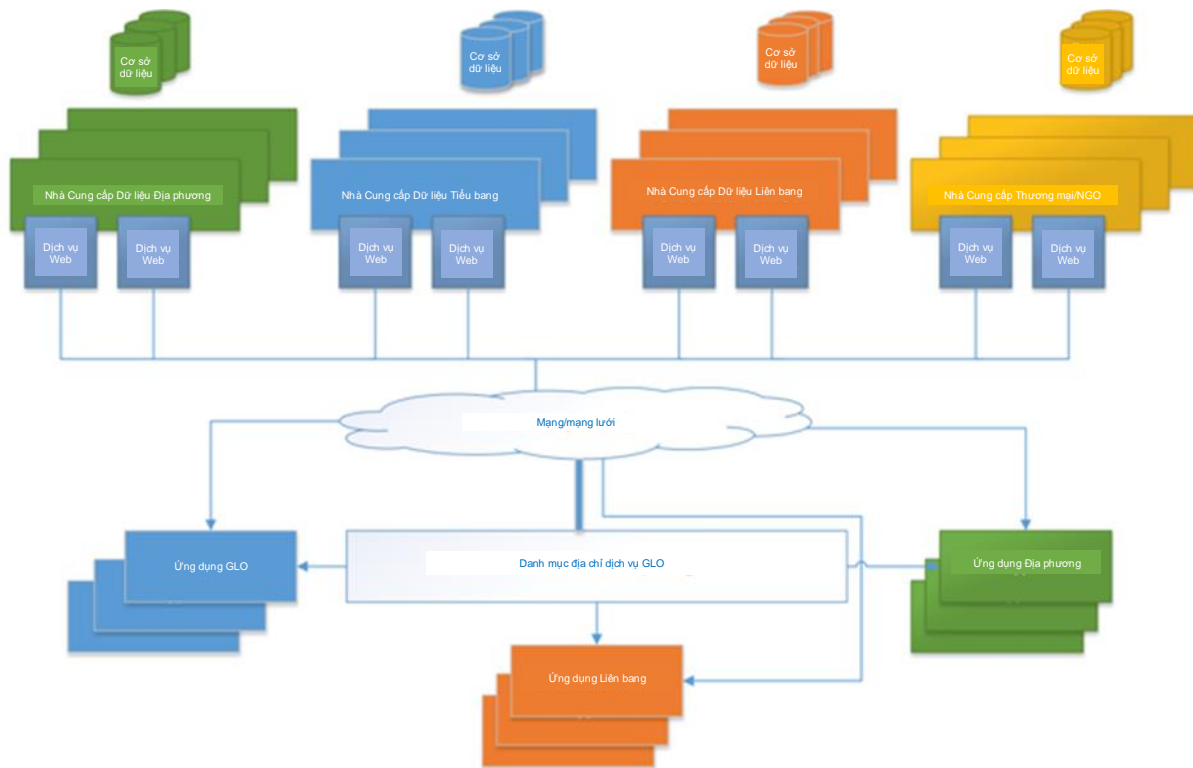 Cơ sở
dữ liệu
Cơ sở
dữ liệu
Cơ sở
dữ liệu
Cơ sở
dữ liệu
Nhà Cung cấp Dữ liệu Địa phương
Nhà Cung cấp Dữ liệu Tiểu bang
Nhà Cung cấp Dữ liệu Liên bang
Nhà Cung cấp Thương mại/NGO
Dịch vụ
Web
Dịch vụ
Web
Dịch vụ
Web
Dịch vụ
Web
Dịch vụ
Web
Dịch vụ
Web
Dịch vụ
Web
Dịch vụ
Web
Mạng/mạng lưới
Ứng dụng GLO
Danh mục địa chỉ dịch vụ GLO
Ứng dụng Địa phương
Ứng dụng Liên bang